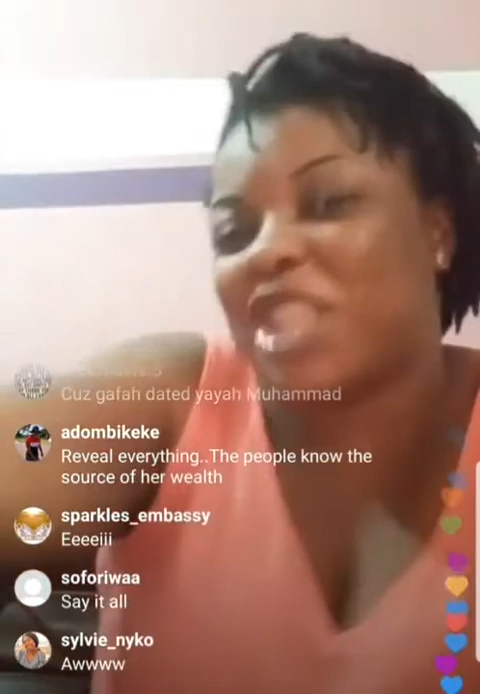 Cuz gafah dated yayah Muhammad
adombikeke
Reveal everything..The people know the
source of her wealth
sparkles_embassy
Eeeeiii
soforiwaa
Say it all
sylvie_nyko
Awwww